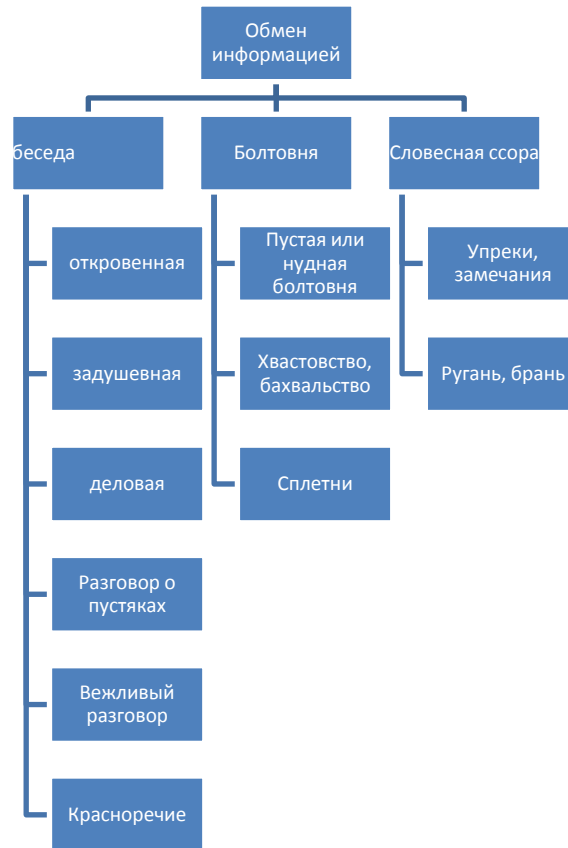 Обмен
информацией
беседа
Болтовня
Словесная ссора
откровенная
задушевная
деловая
Разговор о
пустяках
Вежливый
разговор
Красноречие
Пустая или
нудная
болтовня
Хвастовство,
бахвальство
Сплетни
Упреки,
замечания
Ругань, брань